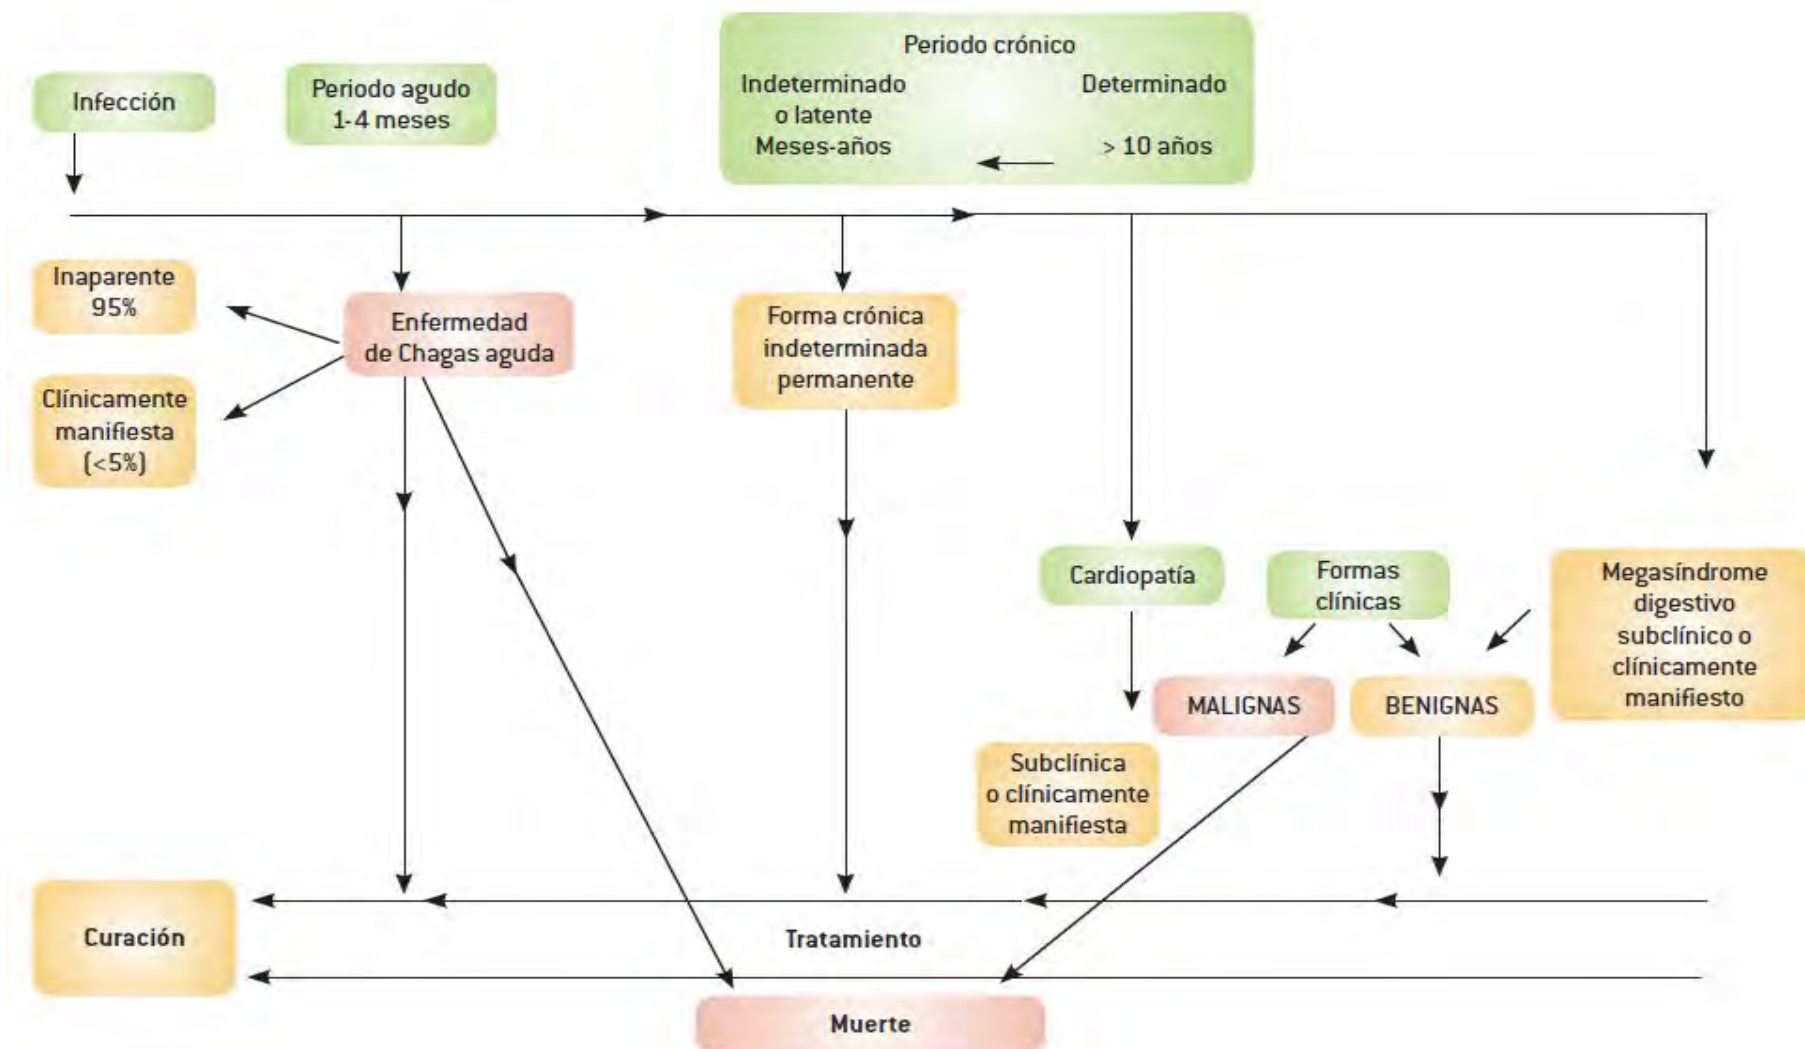 Infección
Periodo agudo
1-4 meses
Periodo crónico
Indeterminado
o latente
Meses-años
Determinado
> 10 años
Inaparente
95%
Clínicamente
manifiesta
(<5%)
Enfermedad
de Chagas aguda
Forma crónica
indeterminada
permanente
Cardiopatía
Formas
clínicas
Megasíndrome
digestivo
subclínico o
clínicamente
manifiesto
MALIGNAS
BENIGNAS
Subclínica
o clínicamente
manifiesta
Curación
Tratamiento
Muerte